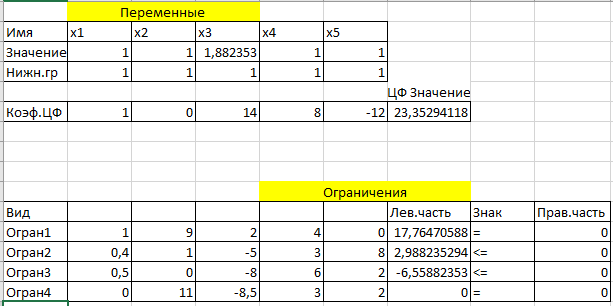 Переменные
Имя x1 x2 x3 x4 x5
Значение 1 1 1,882353 1 1
Нижн.гр 1 1 1 1 1
ЦФ Значение
Коэф.ЦФ 1 0 14 8 -12 23,35294118
Ограничения
Вид Лев.часть Знак Прав.часть
Огран1 1 9 2 4 0 17,76470588 = 0
Огран2 0,4 1 -5 3 8 2,988235294 <= 0
Огран3 0,5 0 -8 6 2 -6,55882353 <= 0
Огран4 0 11 -8,5 3 2 0 = 0